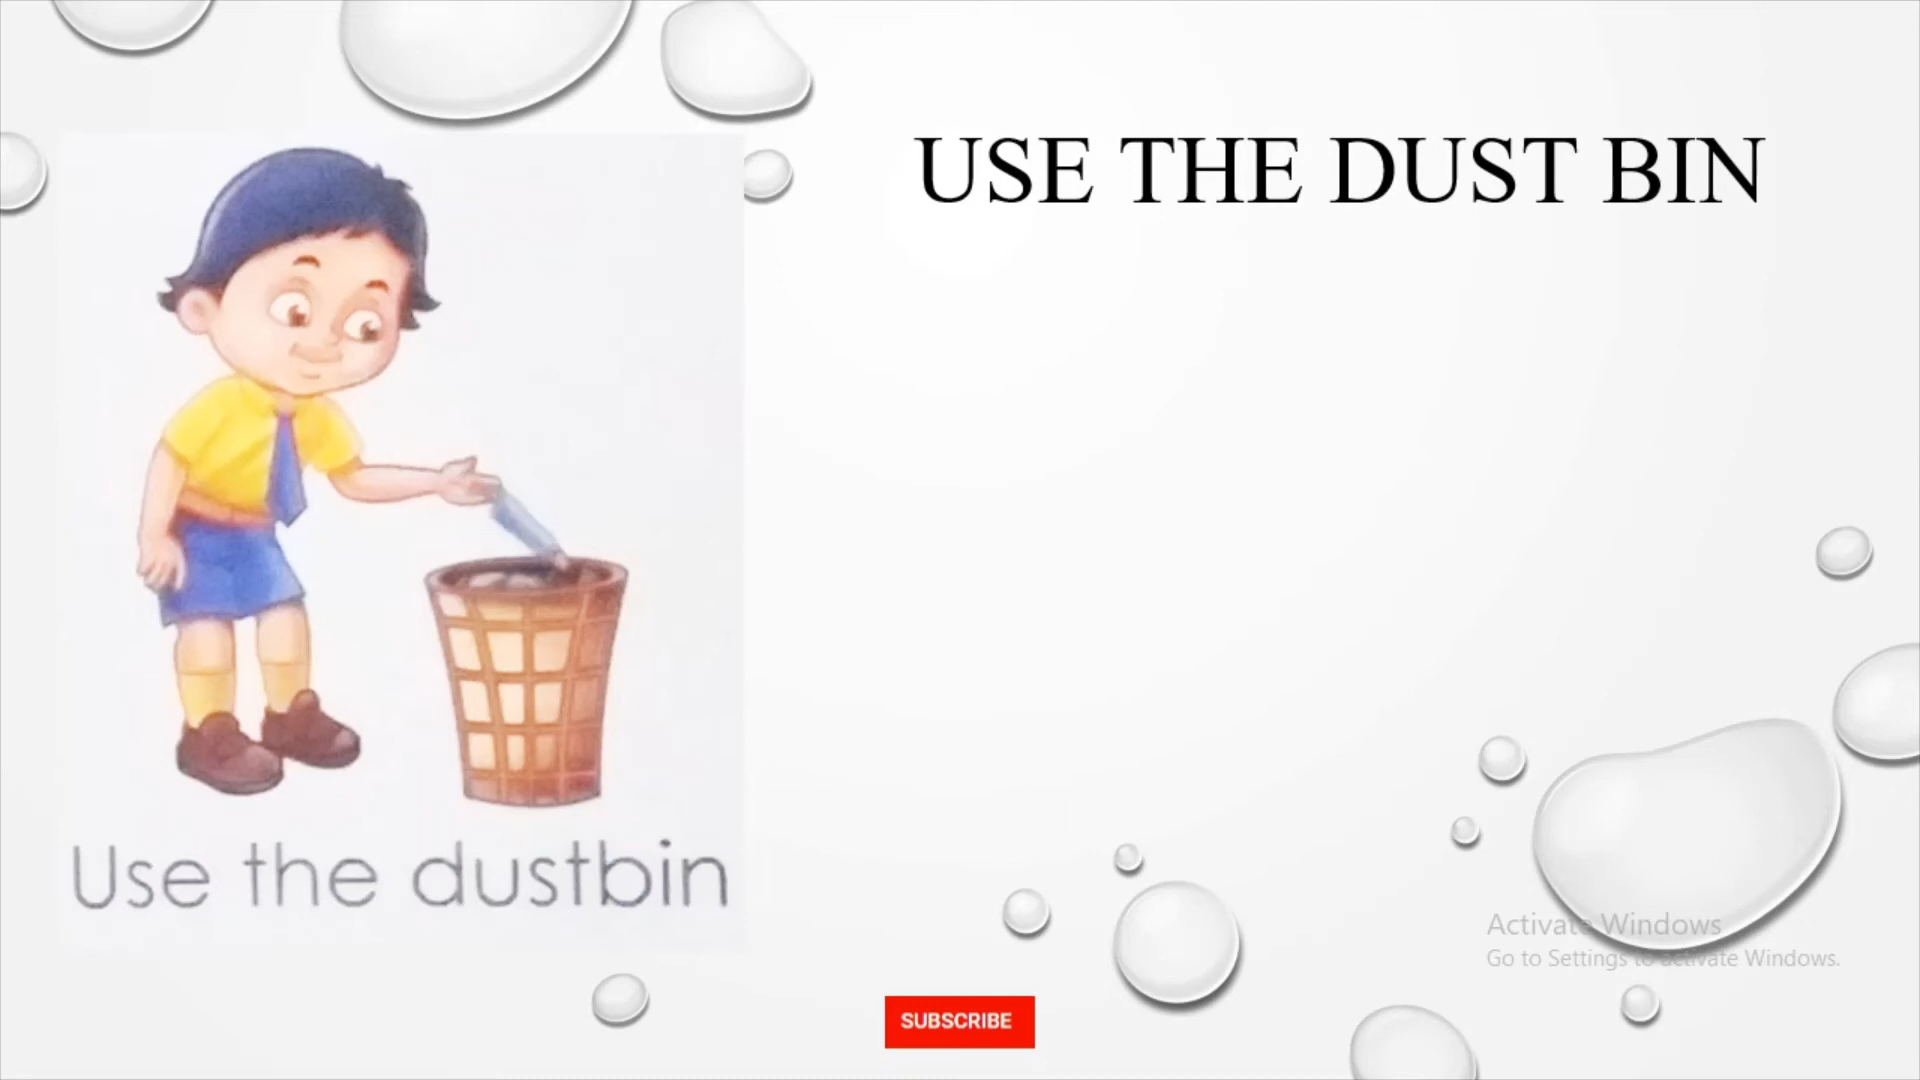 USE THE DUST BIN
Use the dustbin
Activate Windows
Go to Settings to activate Windows.
SUBSCRIBE